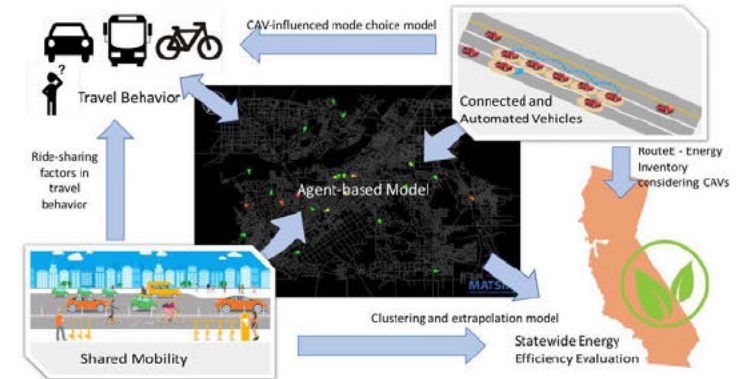 CAV-influenced mode choice model
?
Travel Behavior
Connected and
Automated Vehicles
Ride-sharing
factors in
travel
behavior
Agent-based Model
RouteE - Energy
Inventory
considering CAVs
MATSim
Clustering and extrapolation model
Shared Mobility
Statewide Energy
Efficiency Evaluation